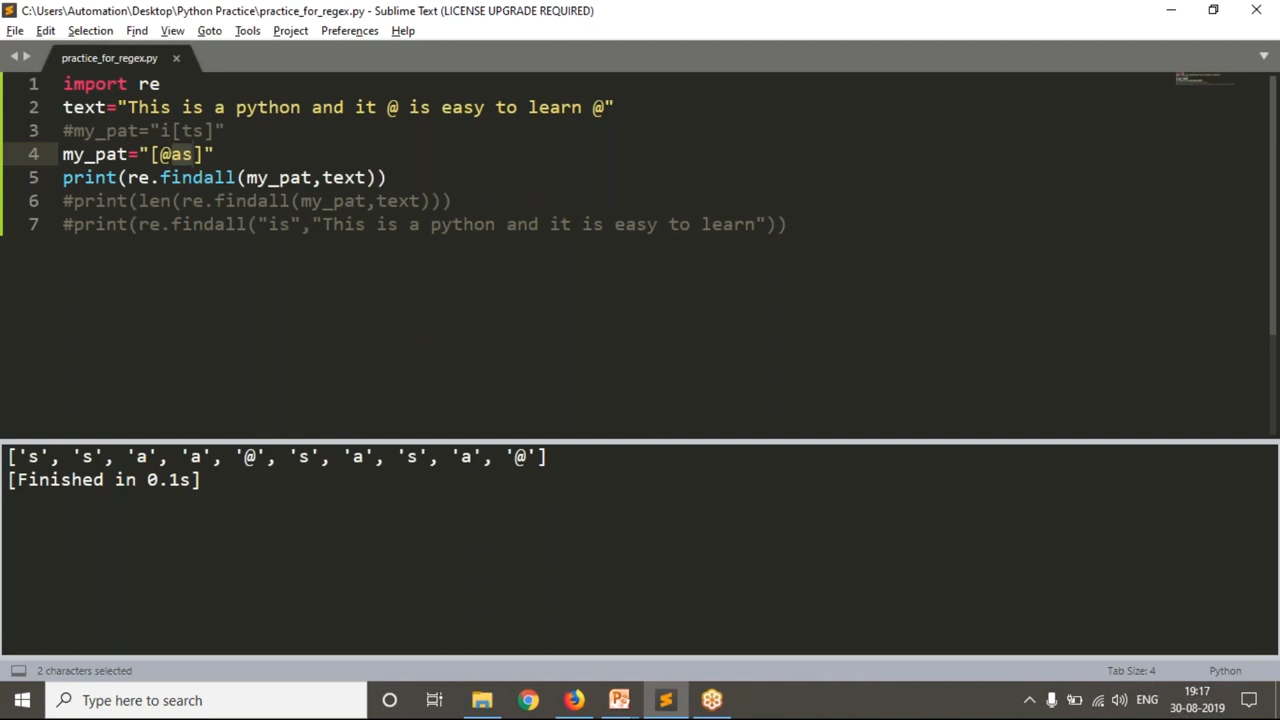 C:\Users\Automation\Desktop\Python Practice\practice_for_regex.py - Sublime Text (LICENSE UPGRADE REQUIRED)
File Edit Selection Find View Goto Tools Project Preferences Help
practice_for_regex.py
1 import re
2 text="This is a python and it @ is easy to learn @"
3 #my_pat="i[ts]"
4 my_pat="[@as]"
5 print(re.findall(my_pat,text))
6 #print(len(re.findall(my_pat,text)))
7 #print(re.findall("is","This is a python and it is easy to learn"))
['s', 's', 'a', 'a', '@', 's', 'a', 's', 'a', '@']
[Finished in 0.1s]
2 characters selected Tab Size: 4 Python
Type here to search ENG 19:17
30-08-2019